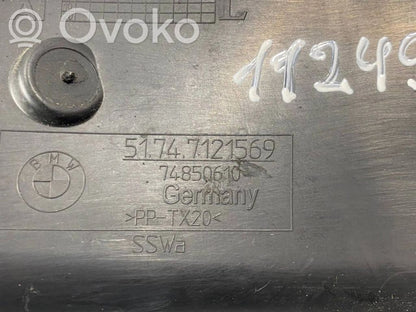 Ovoko
11249
51.74.7121569
74850610
BMW
Germany
>PP-TX20<
SSWa